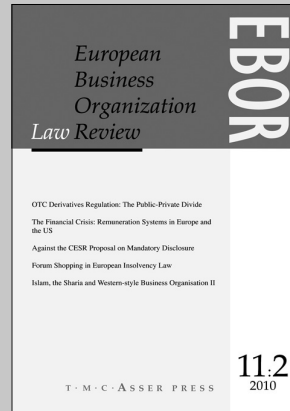 European
Business
Organization
Law Review
EBOR
OTC Derivatives Regulation: The Public-Private Divide
The Financial Crisis: Remuneration Systems in Europe and
the US
Against the CESR Proposal on Mandatory Disclosure
Forum Shopping in European Insolvency Law
Islam, the Sharia and Western-style Business Organisation II
11:2
2010
T · M · C · ASSER PRESS